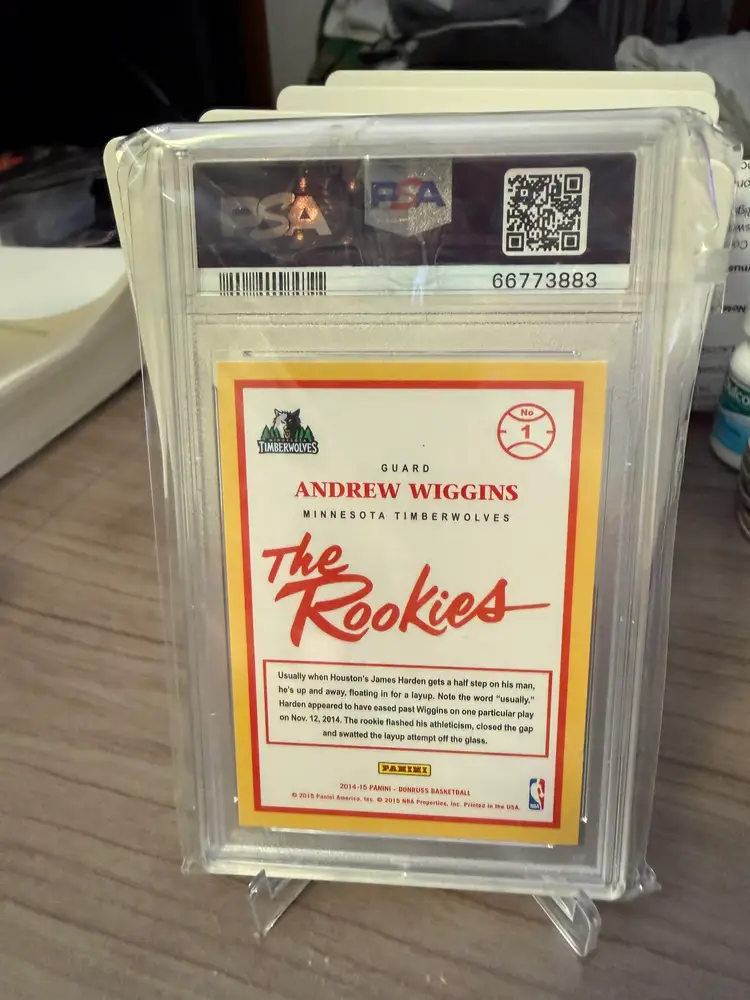 PSA
PSA
66773883
TIMBERWOLVES
No
1
GUARD
ANDREW WIGGINS
MINNESOTA TIMBERWOLVES
The
Rookies
Usually when Houston's James Harden gets a half step on his man,
he's up and away, floating in for a layup. Note the word "usually."
Harden appeared to have eased past Wiggins on one particular play
on Nov. 12, 2014. The rookie flashed his athleticism, closed the gap
and swatted the layup attempt off the glass.
PANINI
2014-15 PANINI - DONRUSS BASKETBALL
© 2015 Panini America, Inc. © 2015 NBA Properties, Inc. Printed in the USA.
NBA